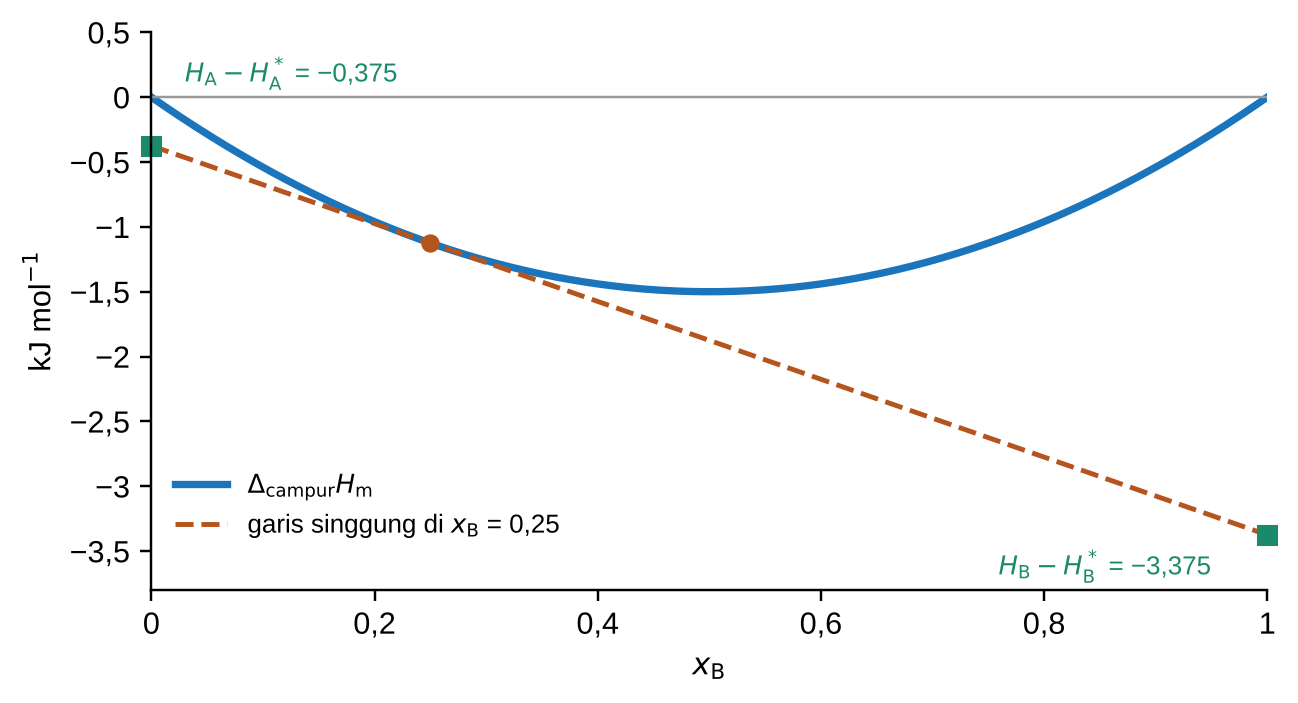 0,5
0
−0,5
−1
−1,5
−2
−2,5
−3
−3,5
kJ mol⁻¹
H_A − H_A^* = −0,375
Δ_campur H_m
garis singgung di x_B = 0,25
H_B − H_B^* = −3,375
0 0,2 0,4 0,6 0,8 1
x_B